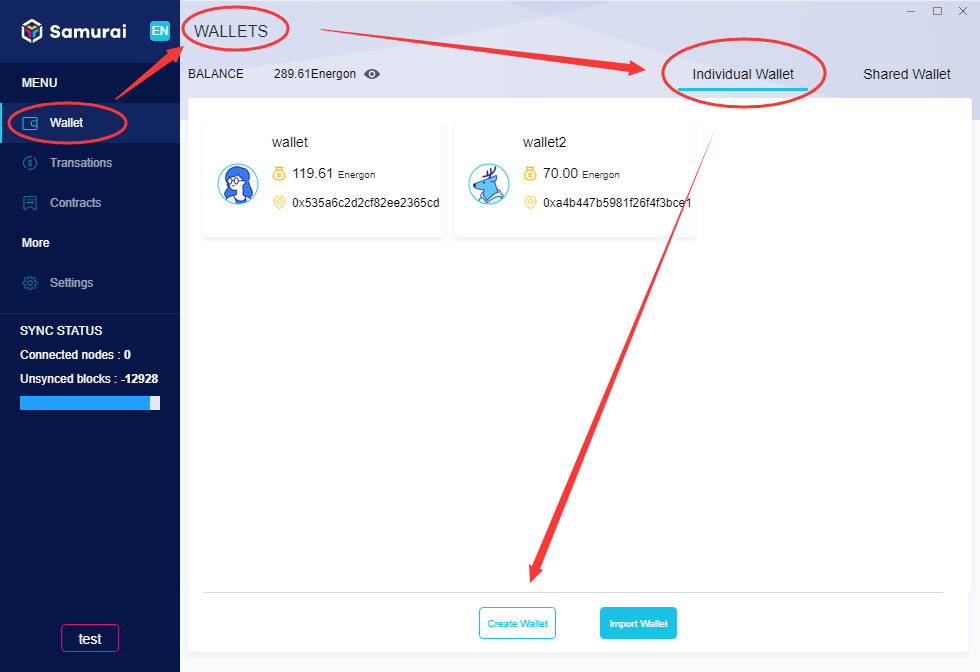 Samurai
EN
MENU
Wallet
Transations
Contracts
More
Settings
SYNC STATUS
Connected nodes : 0
Unsynced blocks : -12928
test
WALLETS
BALANCE 289.61Energon
Individual Wallet Shared Wallet
wallet
119.61 Energon
0x535a6c2d2cf82ee2365cd
wallet2
70.00 Energon
0xa4b447b5981f26f4f3bce1
Create Wallet Import Wallet